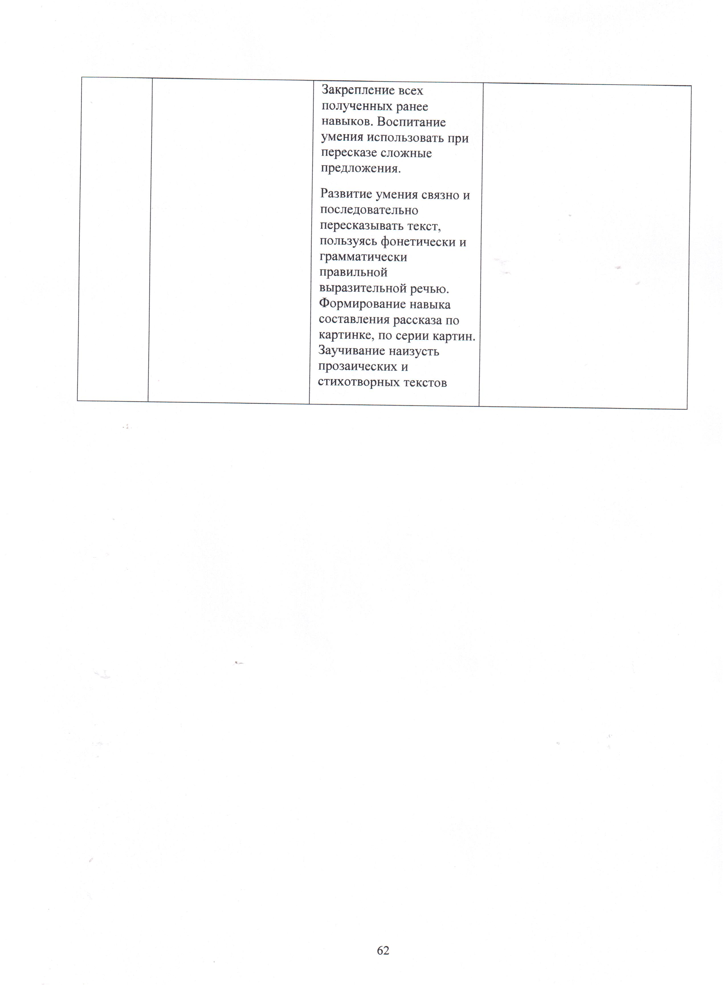 Закрепление всех
полученных ранее
навыков. Воспитание
умения использовать при
пересказе сложные
предложения.
Развитие умения связно и
последовательно
пересказывать текст,
пользуясь фонетически и
грамматически
правильной
выразительной речью.
Формирование навыка
составления рассказа по
картинке, по серии картин.
Заучивание наизусть
прозаических и
стихотворных текстов
62